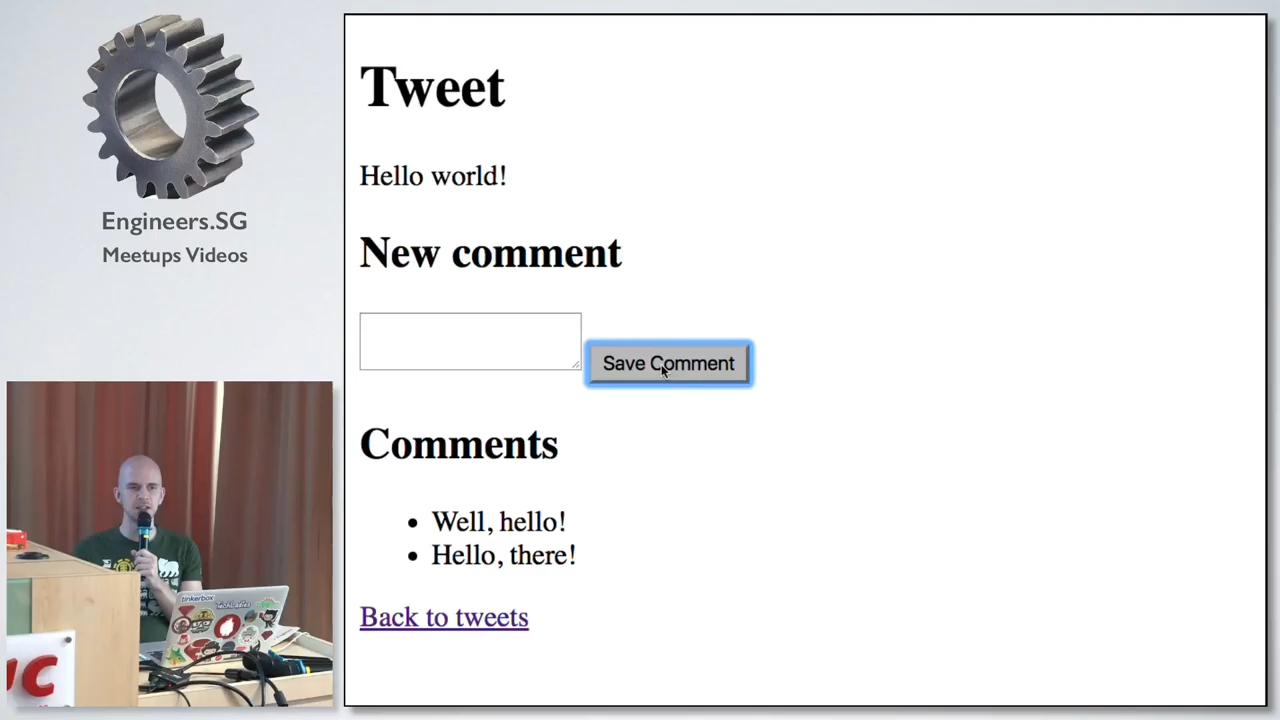 Engineers.SG
Meetups Videos
Tweet
Hello world!
New comment
Save Comment
Comments
Well, hello!
Hello, there!
Back to tweets
tinkerbox